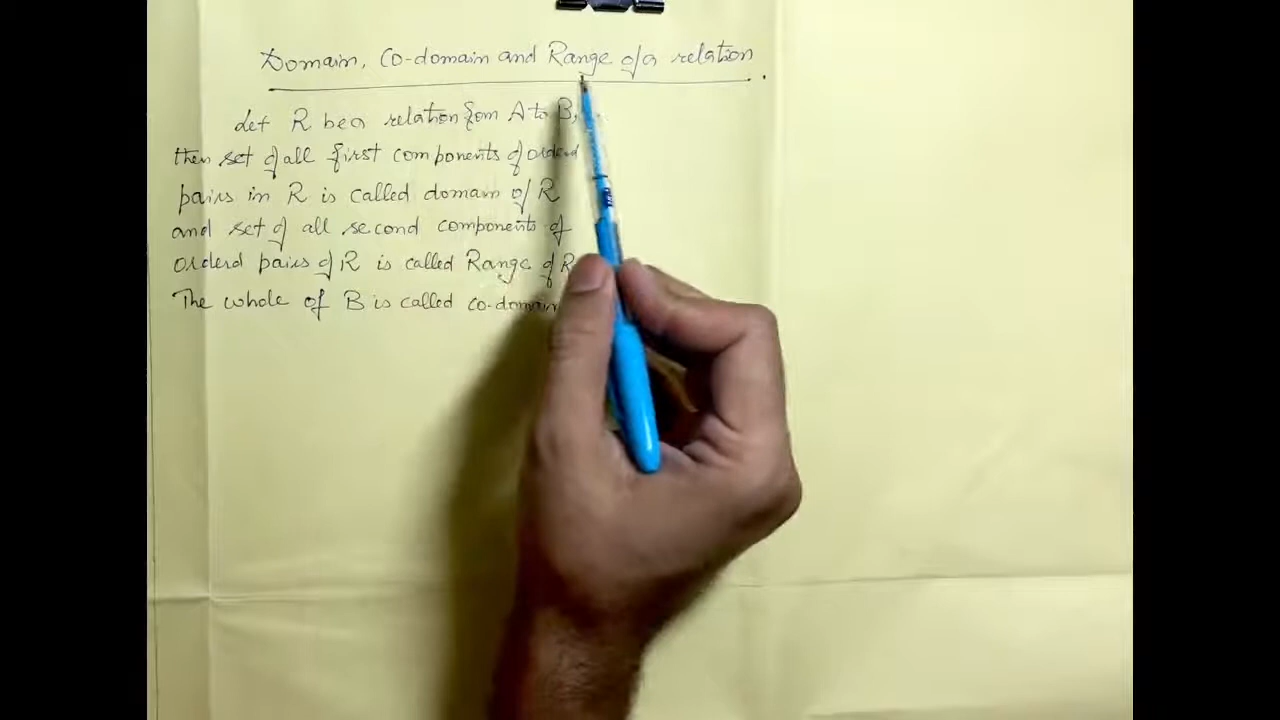 Domain, Co-domain and Range of a relation.
Let R be a relation from A to B,
then set of all first components of orderd
pairs in R is called domain of R
and set of all second components of
orderd pairs of R is called Range of R
The whole of B is called co-domain